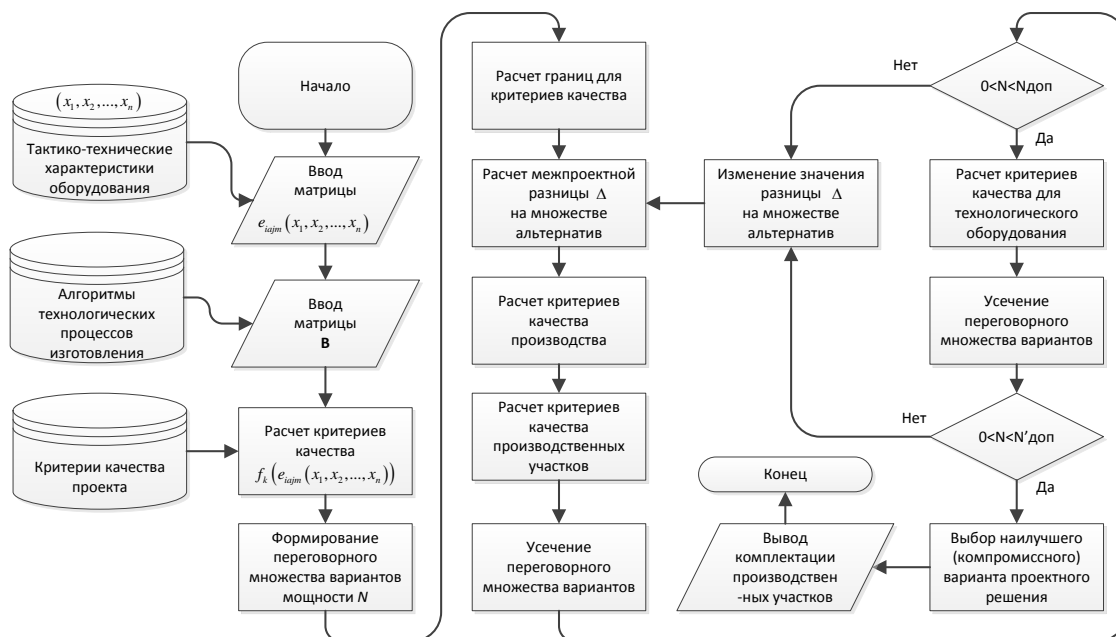 Начало
(x₁, x₂,..., xₙ)
Тактико-технические
характеристики
оборудования
Ввод
матрицы
e_{iajm}(x₁, x₂,..., xₙ)
Алгоритмы
технологических
процессов
изготовления
Ввод
матрицы
B
Критерии качества
проекта
Расчет критериев
качества
f_k(e_{iajm}(x₁, x₂,..., xₙ))
Формирование
переговорного
множества вариантов
мощности N
Расчет границ для
критериев качества
Расчет межпроектной
разницы Δ
на множестве
альтернатив
Расчет критериев
качества
производства
Расчет критериев
качества
производственных
участков
Усечение
переговорного
множества вариантов
0<N<Nдоп
Нет
Да
Изменение значения
разницы Δ
на множестве
альтернатив
Расчет критериев
качества для
технологического
оборудования
Усечение
переговорного
множества вариантов
0<N<N’доп
Нет
Да
Выбор наилучшего
(компромиссного)
варианта проектного
решения
Вывод
комплектации
производствен
-ных участков
Конец